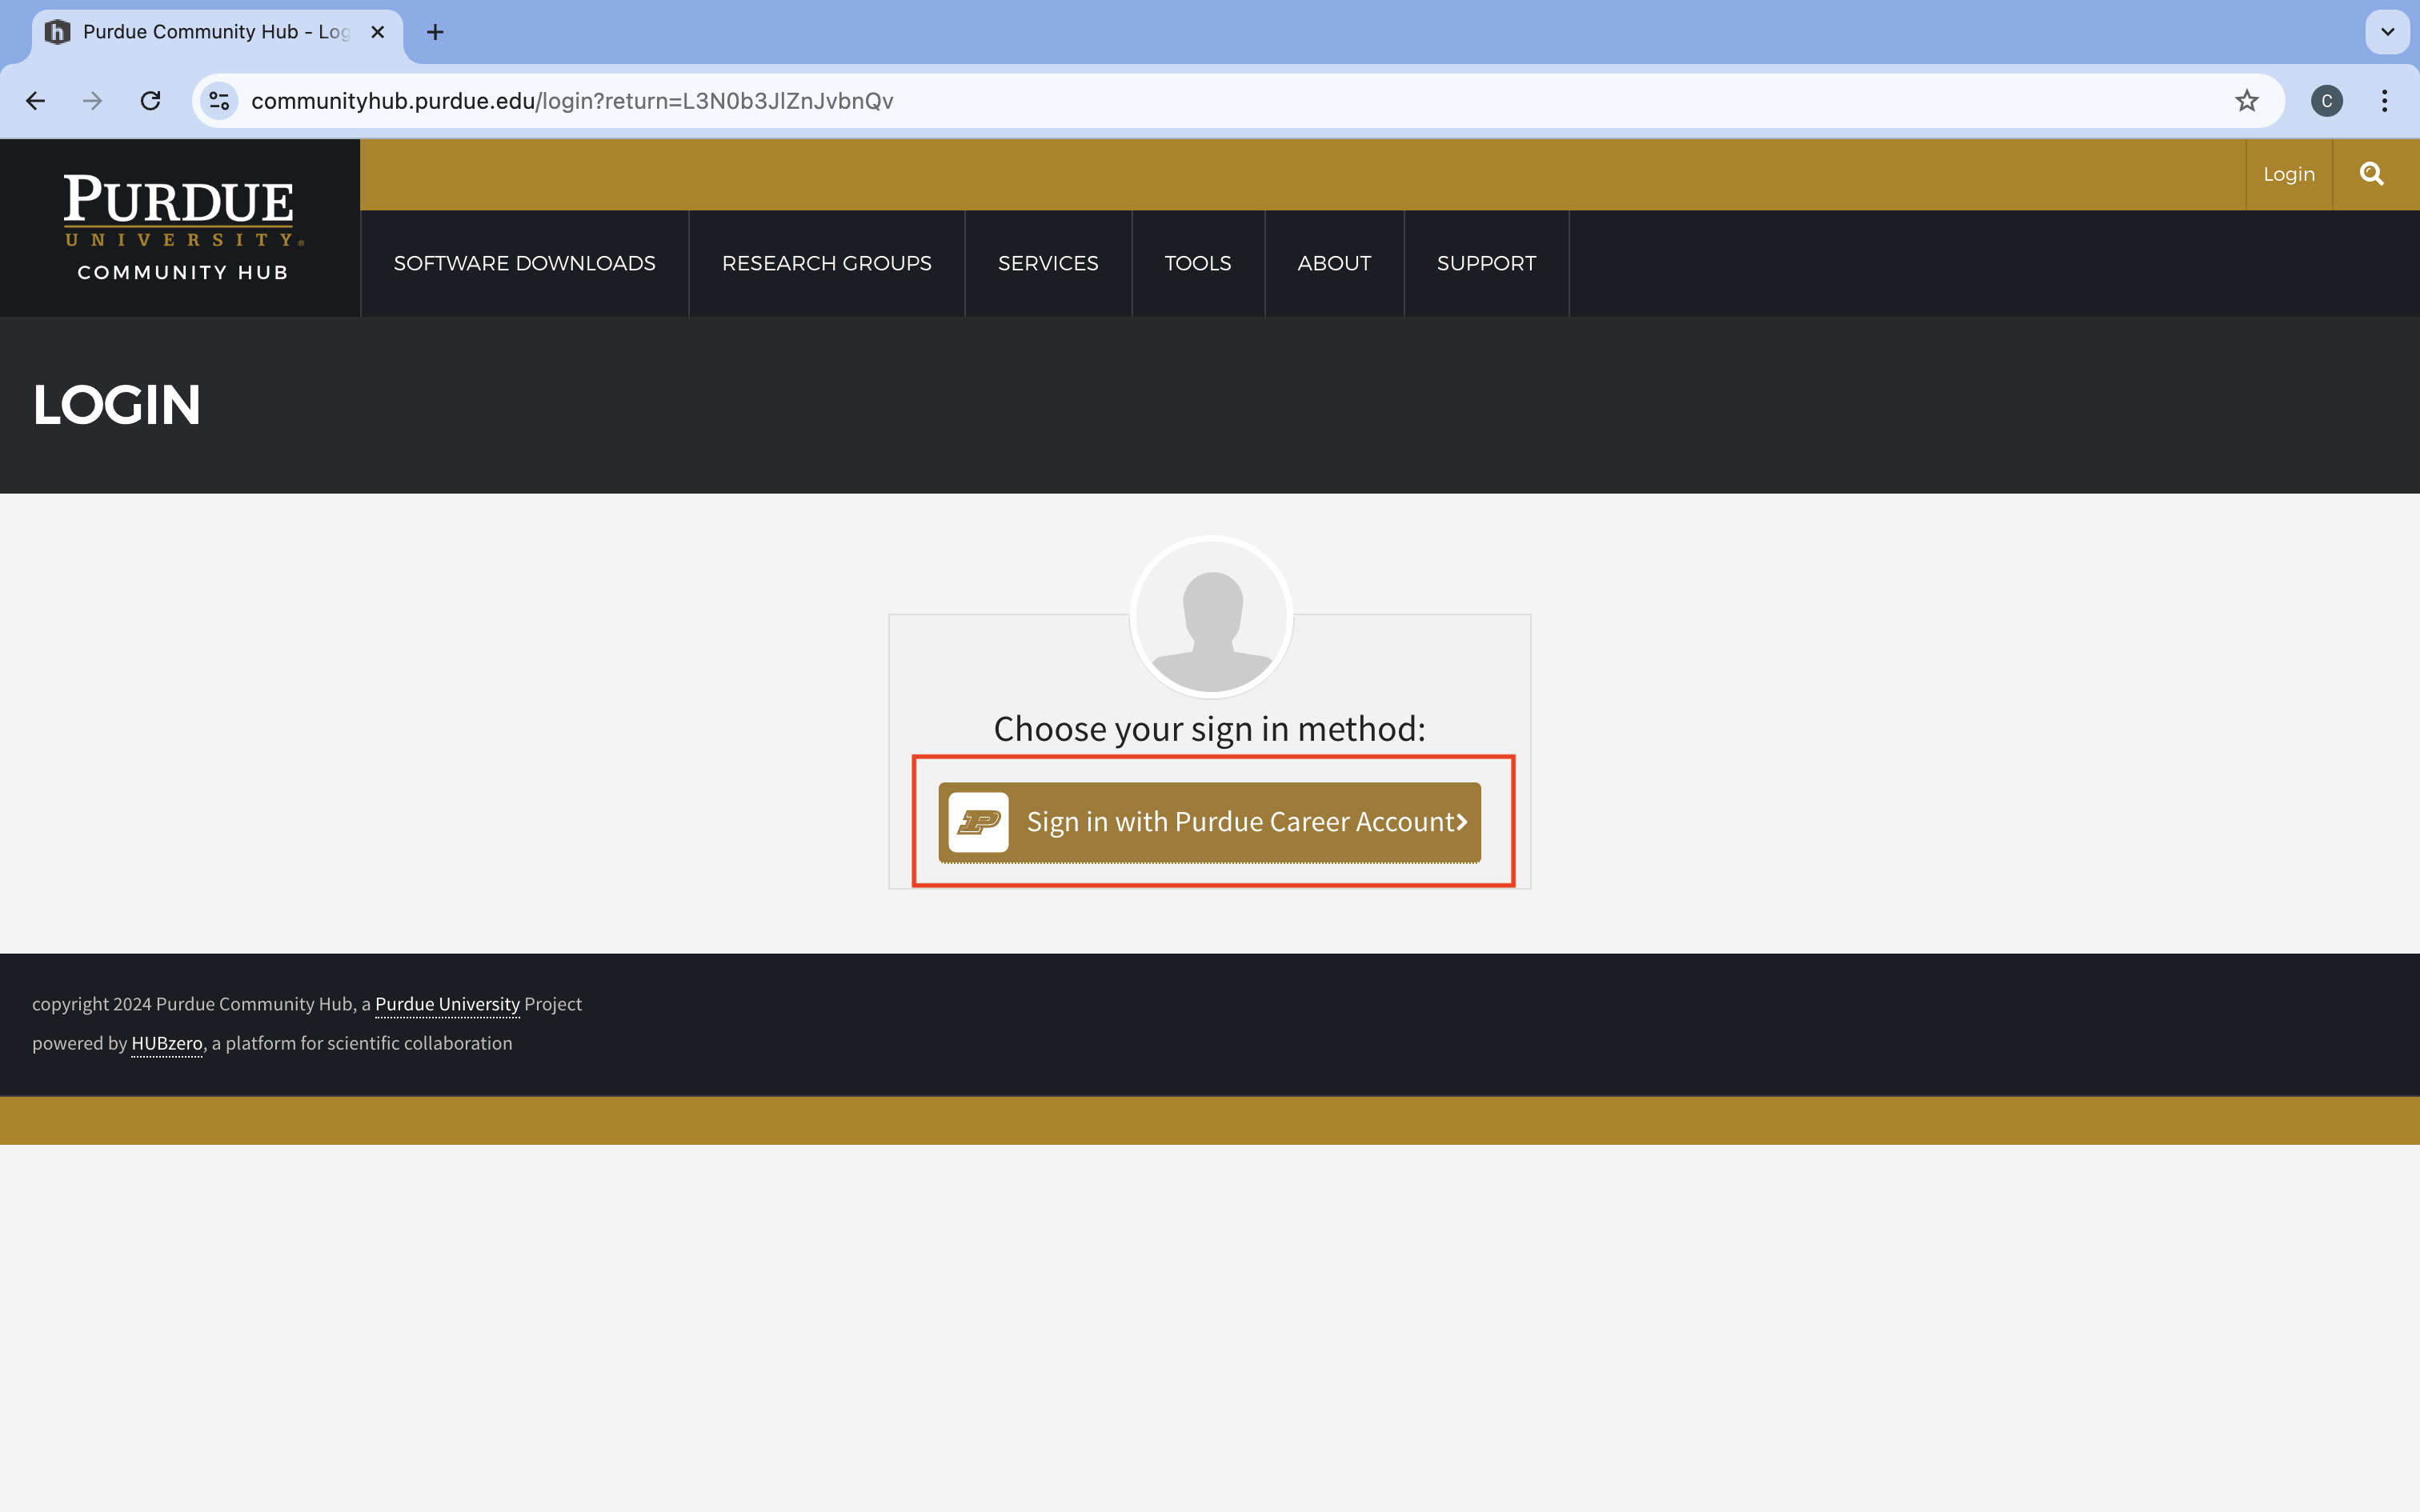 Purdue Community Hub - Log
communityhub.purdue.edu/login?return=L3N0b3JlZnJvbnQv
C
PURDUE
UNIVERSITY®
COMMUNITY HUB
Login
SOFTWARE DOWNLOADS
RESEARCH GROUPS
SERVICES
TOOLS
ABOUT
SUPPORT
LOGIN
Choose your sign in method:
P
Sign in with Purdue Career Account
copyright 2024 Purdue Community Hub, a Purdue University Project
powered by HUBzero, a platform for scientific collaboration